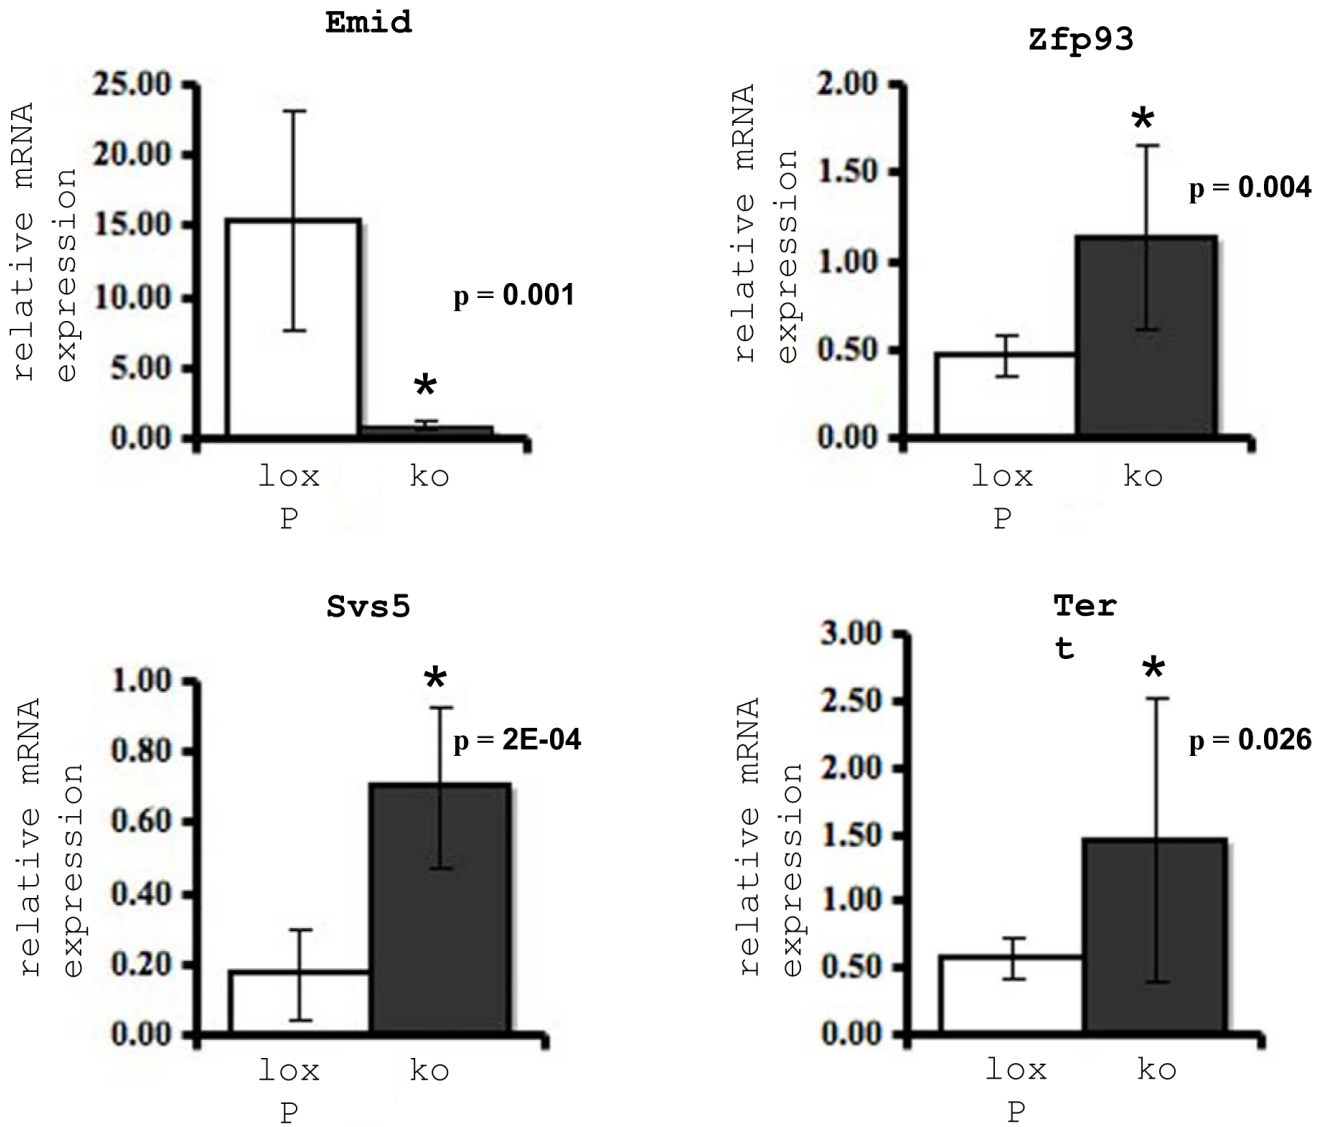 Emid
relative mRNA
expression
25.00
20.00
15.00
10.00
5.00
0.00
*
p = 0.001
lox
P
ko
Zfp93
relative mRNA
expression
2.00
1.50
1.00
0.50
0.00
*
p = 0.004
lox
P
ko
Svs5
relative mRNA
expression
1.00
0.80
0.60
0.40
0.20
0.00
*
p = 2E-04
lox
P
ko
Ter
t
relative mRNA
expression
3.00
2.50
2.00
1.50
1.00
0.50
0.00
*
p = 0.026
lox
P
ko